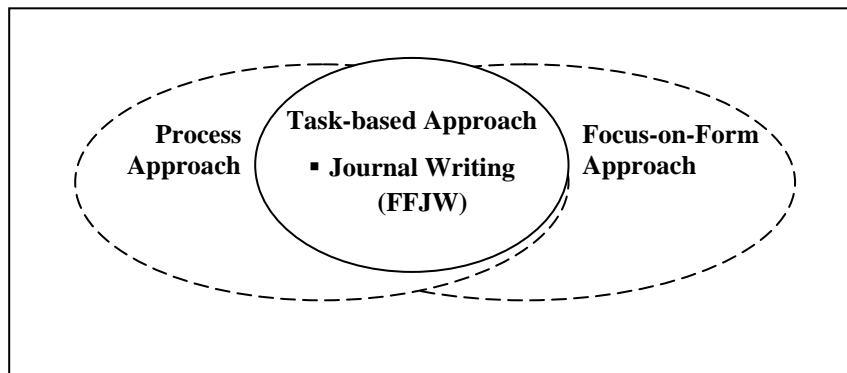 Process
Approach
Task-based Approach
▪ Journal Writing
(FFJW)
Focus-on-Form
Approach